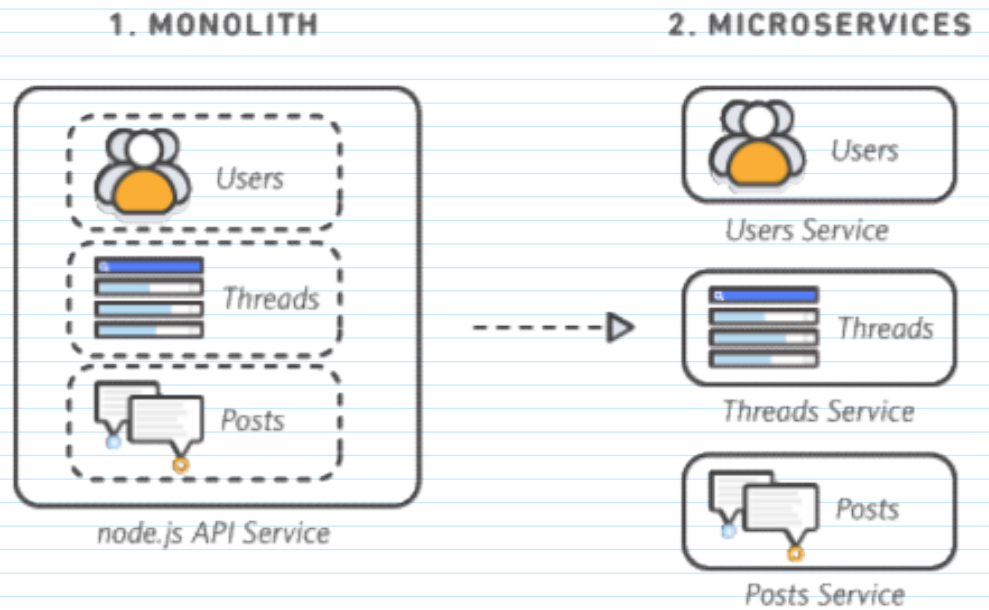 1. MONOLITH
2. MICROSERVICES
Users
Threads
Posts
node.js API Service
Users
Users Service
Threads
Threads Service
Posts
Posts Service